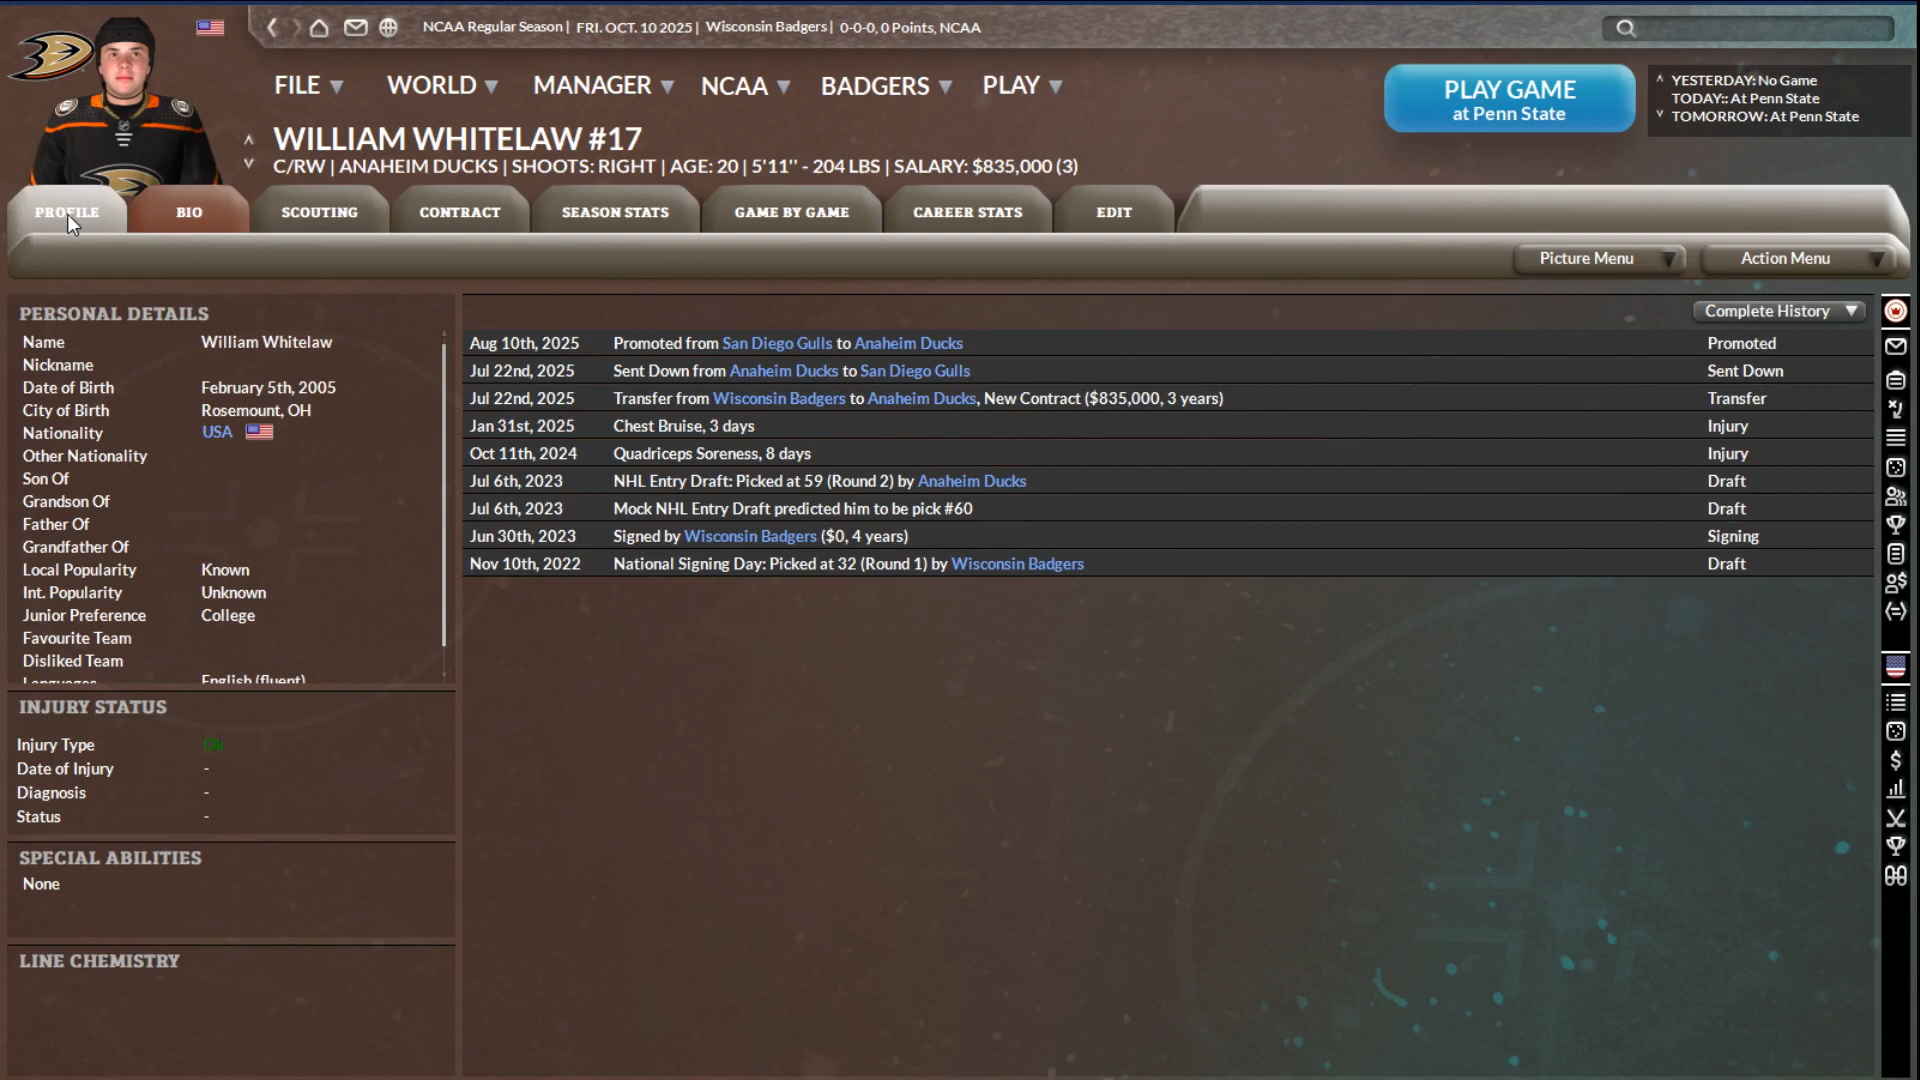 NCAA Regular Season | FRI. OCT. 10 2025 | Wisconsin Badgers | 0-0-0, 0 Points, NCAA
FILE WORLD MANAGER NCAA BADGERS PLAY
PLAY GAME
at Penn State
YESTERDAY: No Game
TODAY:: At Penn State
TOMORROW: At Penn State
WILLIAM WHITELAW #17
C/RW | ANAHEIM DUCKS | SHOOTS: RIGHT | AGE: 20 | 5'11'' - 204 LBS | SALARY: $835,000 (3)
PROFILE BIO SCOUTING CONTRACT SEASON STATS GAME BY GAME CAREER STATS EDIT
Picture Menu Action Menu
PERSONAL DETAILS
Name William Whitelaw
Nickname
Date of Birth February 5th, 2005
City of Birth Rosemount, OH
Nationality USA
Other Nationality
Son Of
Grandson Of
Father Of
Grandfather Of
Local Popularity Known
Int. Popularity Unknown
Junior Preference College
Favourite Team
Disliked Team
Languages English (fluent)
INJURY STATUS
Injury Type Ok
Date of Injury -
Diagnosis -
Status -
SPECIAL ABILITIES
None
LINE CHEMISTRY
Complete History
Aug 10th, 2025 Promoted from San Diego Gulls to Anaheim Ducks Promoted
Jul 22nd, 2025 Sent Down from Anaheim Ducks to San Diego Gulls Sent Down
Jul 22nd, 2025 Transfer from Wisconsin Badgers to Anaheim Ducks, New Contract ($835,000, 3 years) Transfer
Jan 31st, 2025 Chest Bruise, 3 days Injury
Oct 11th, 2024 Quadriceps Soreness, 8 days Injury
Jul 6th, 2023 NHL Entry Draft: Picked at 59 (Round 2) by Anaheim Ducks Draft
Jul 6th, 2023 Mock NHL Entry Draft predicted him to be pick #60 Draft
Jun 30th, 2023 Signed by Wisconsin Badgers ($0, 4 years) Signing
Nov 10th, 2022 National Signing Day: Picked at 32 (Round 1) by Wisconsin Badgers Draft